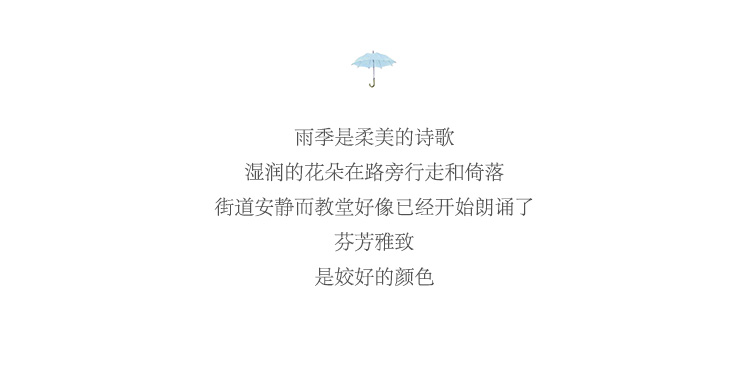 雨季是柔美的诗歌
湿润的花朵在路旁行走和倚落
街道安静而教堂好像已经开始朗诵了
芬芳雅致
是姣好的颜色